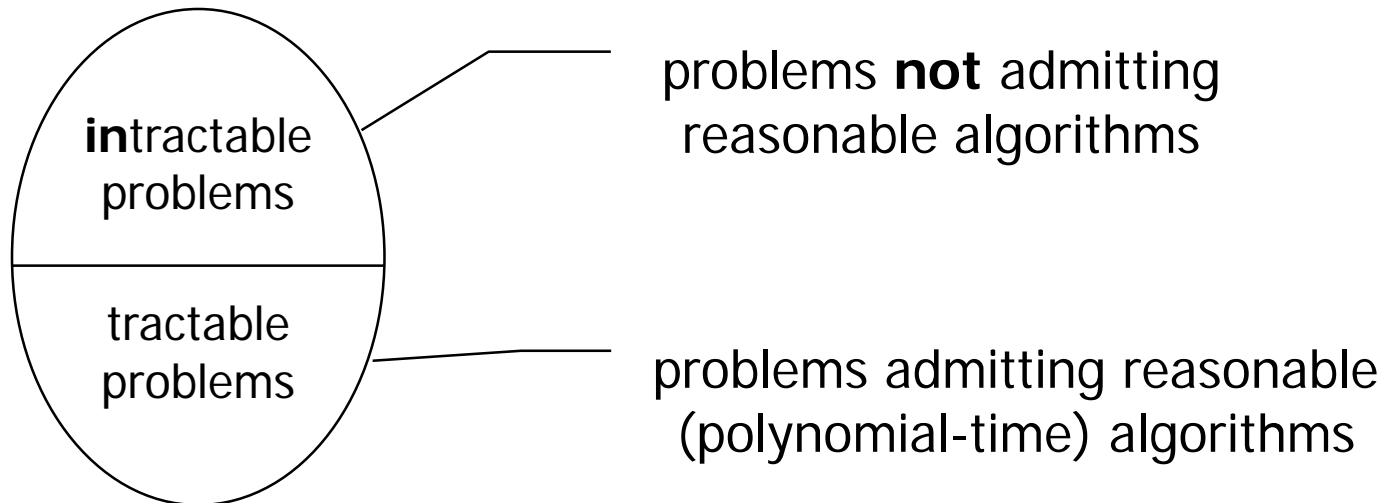 intractable
problems
problems not admitting
reasonable algorithms
tractable
problems
problems admitting reasonable
(polynomial-time) algorithms